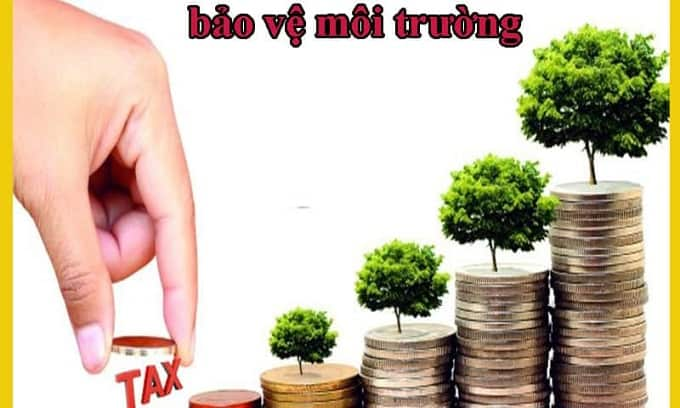 bảo vệ môi trường
TAX